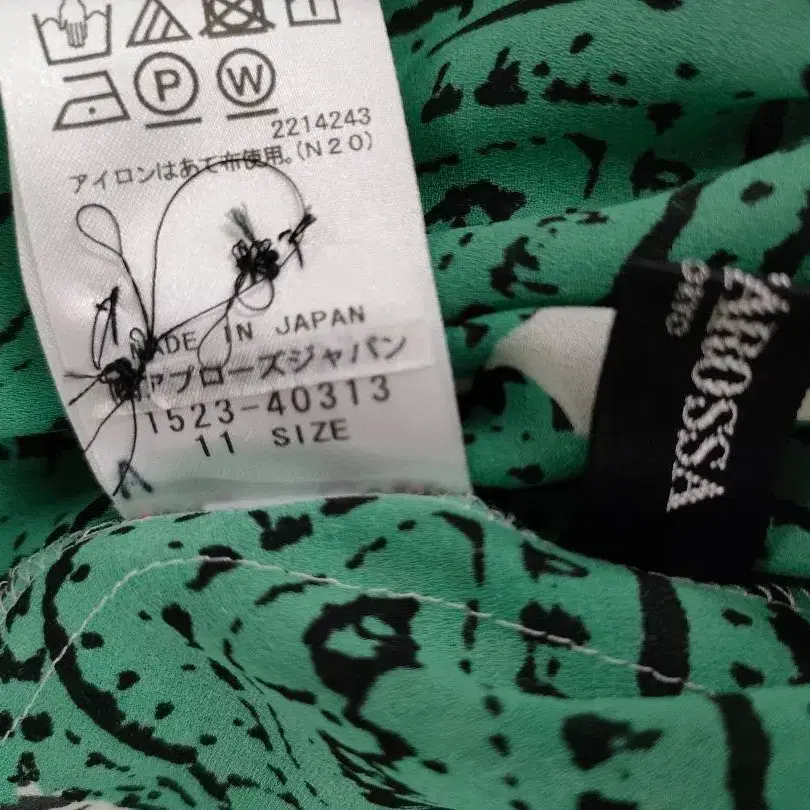 P W
2214243
アイロンはあて布使用。(N20)
MADE IN JAPAN
アプローズジャパン
1523-40313
11 SIZE
A
AROSSA